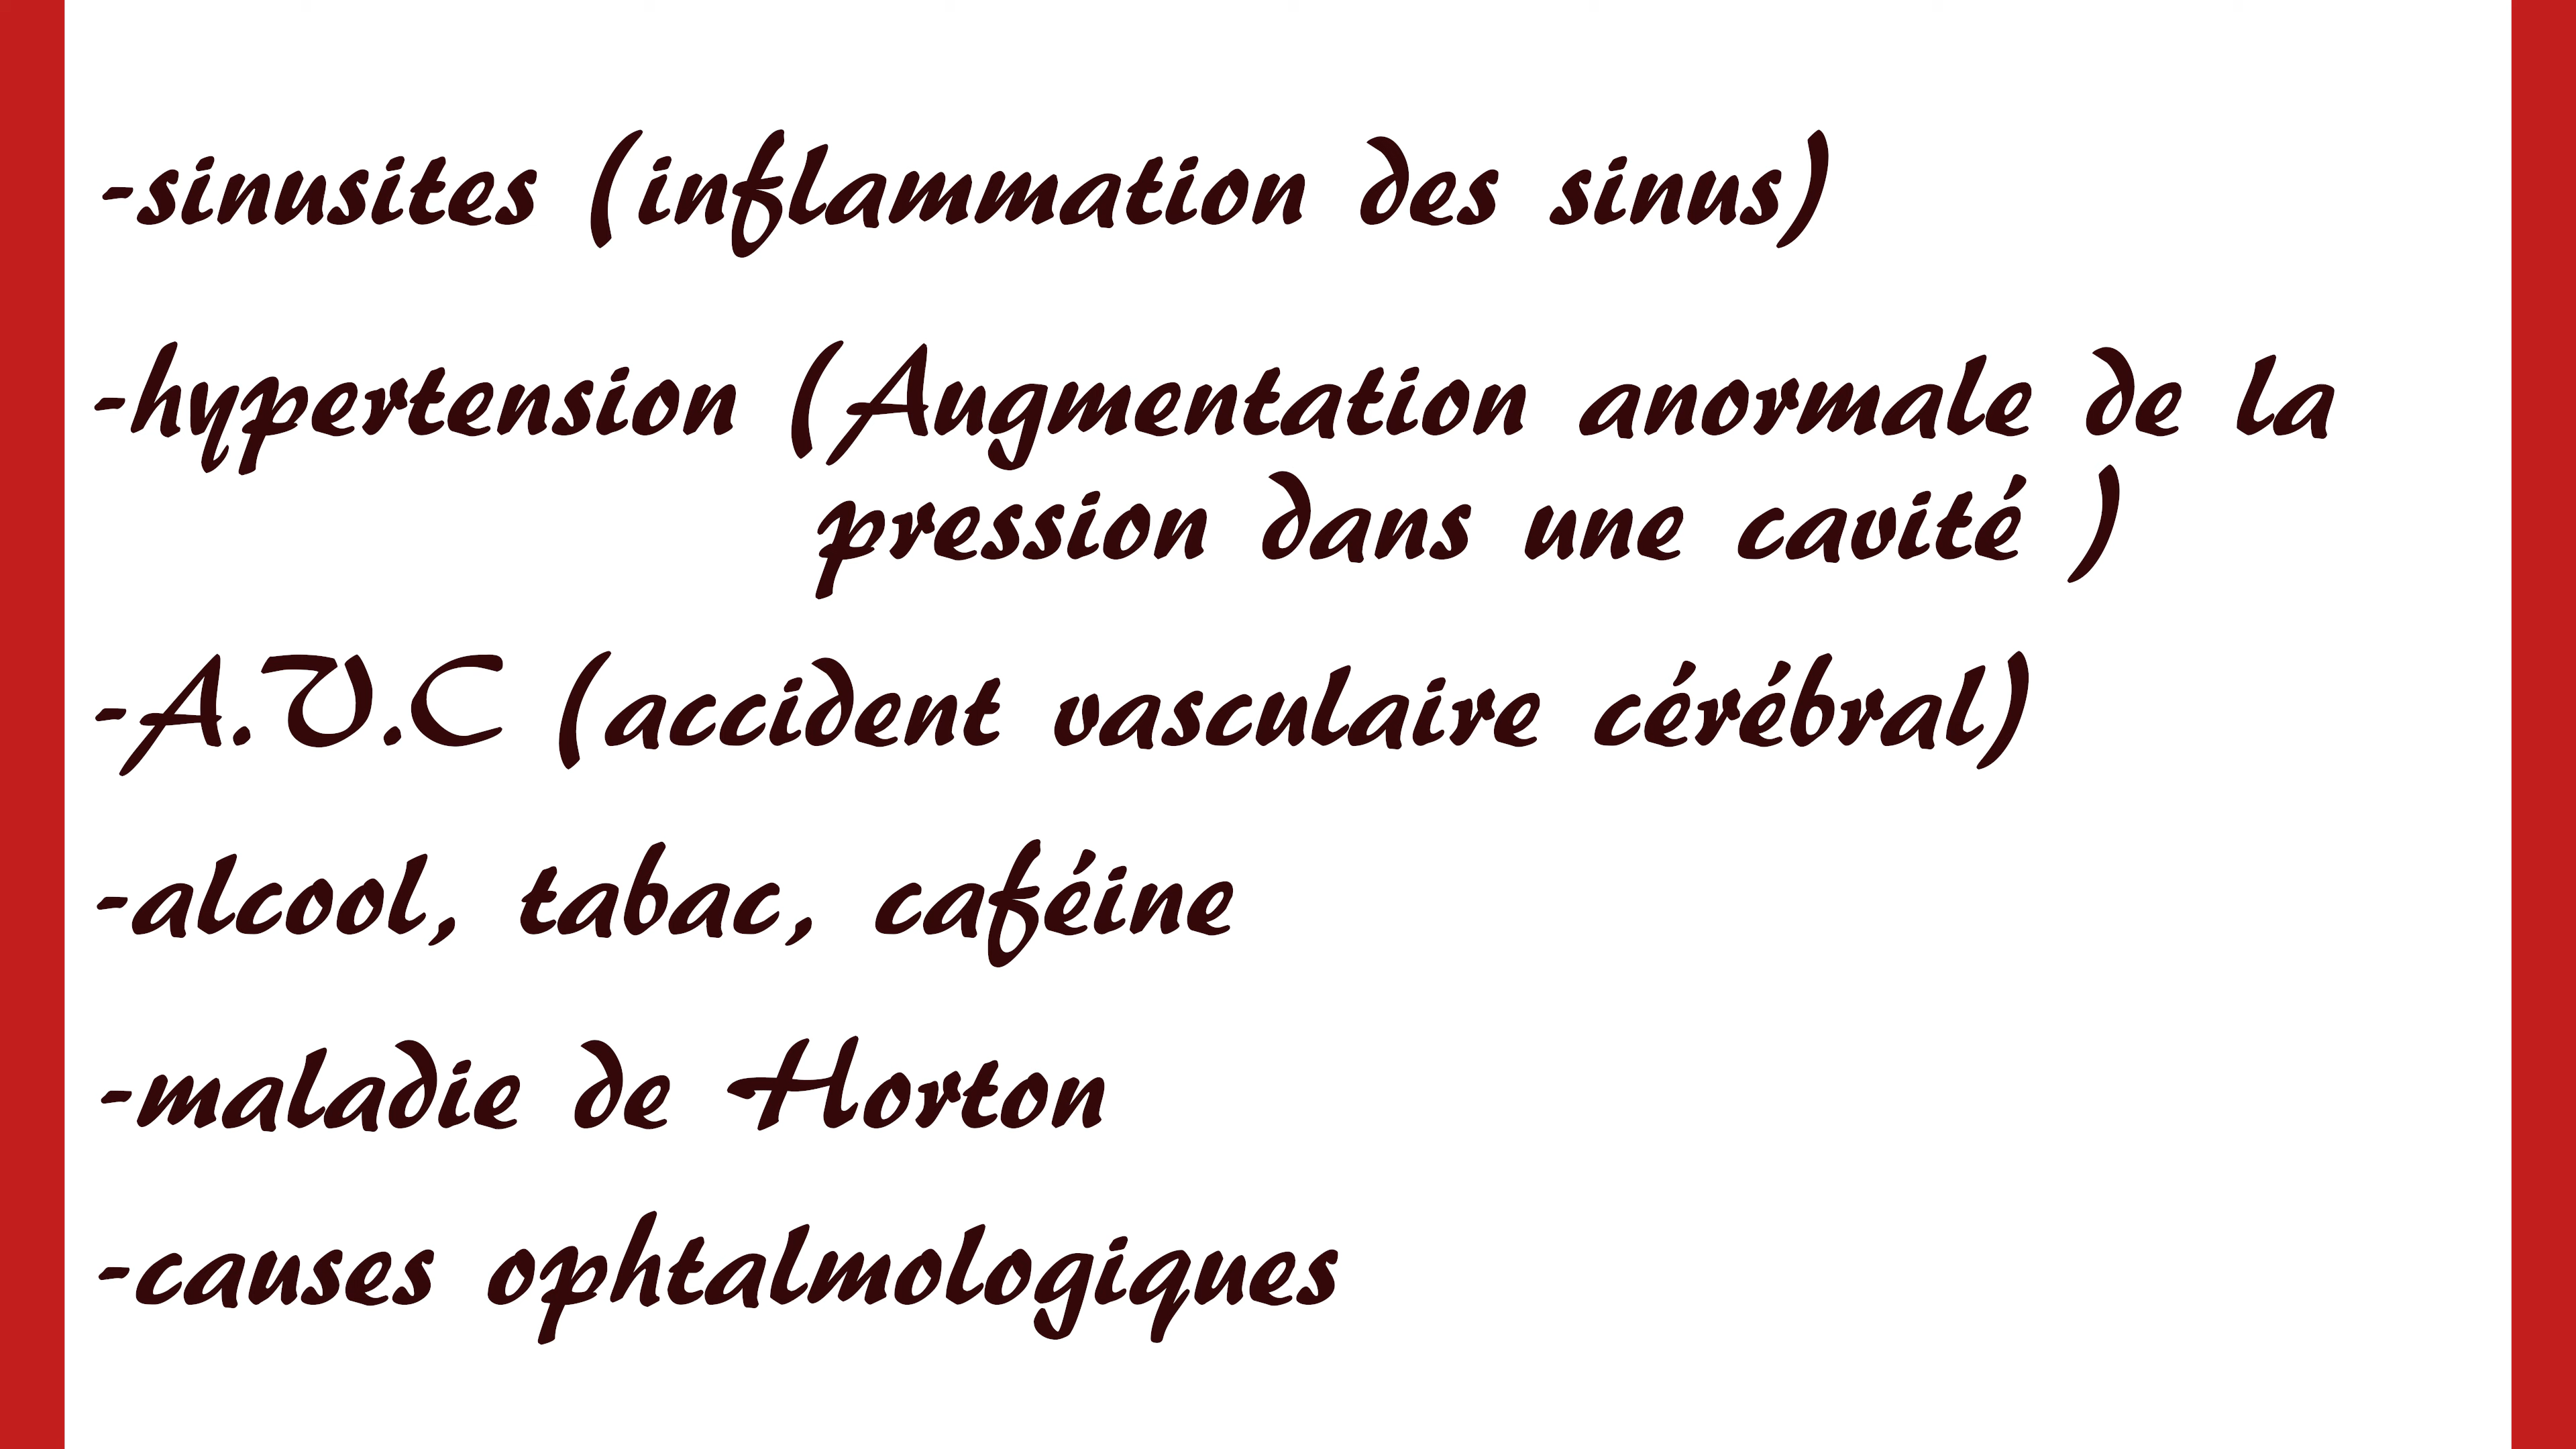 -sinusites (inflammation des sinus)
-hypertension (Augmentation anormale de la
pression dans une cavité )
-A.V.C (accident vasculaire cérébral)
-alcool, tabac, caféine
-maladie de Horton
-causes ophtalmologiques